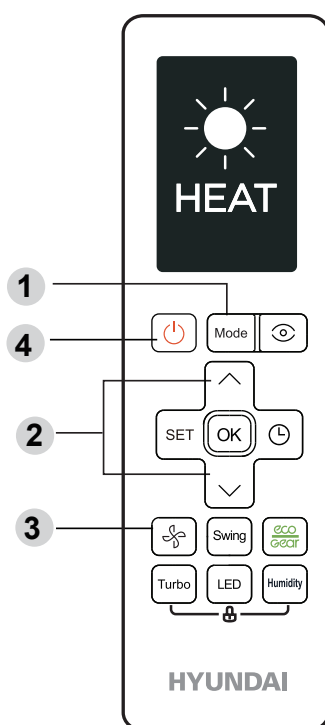 HEAT
1
4
Mode
2
SET OK
3
Swing eco Gear
Turbo LED Humidity
HYUNDAI